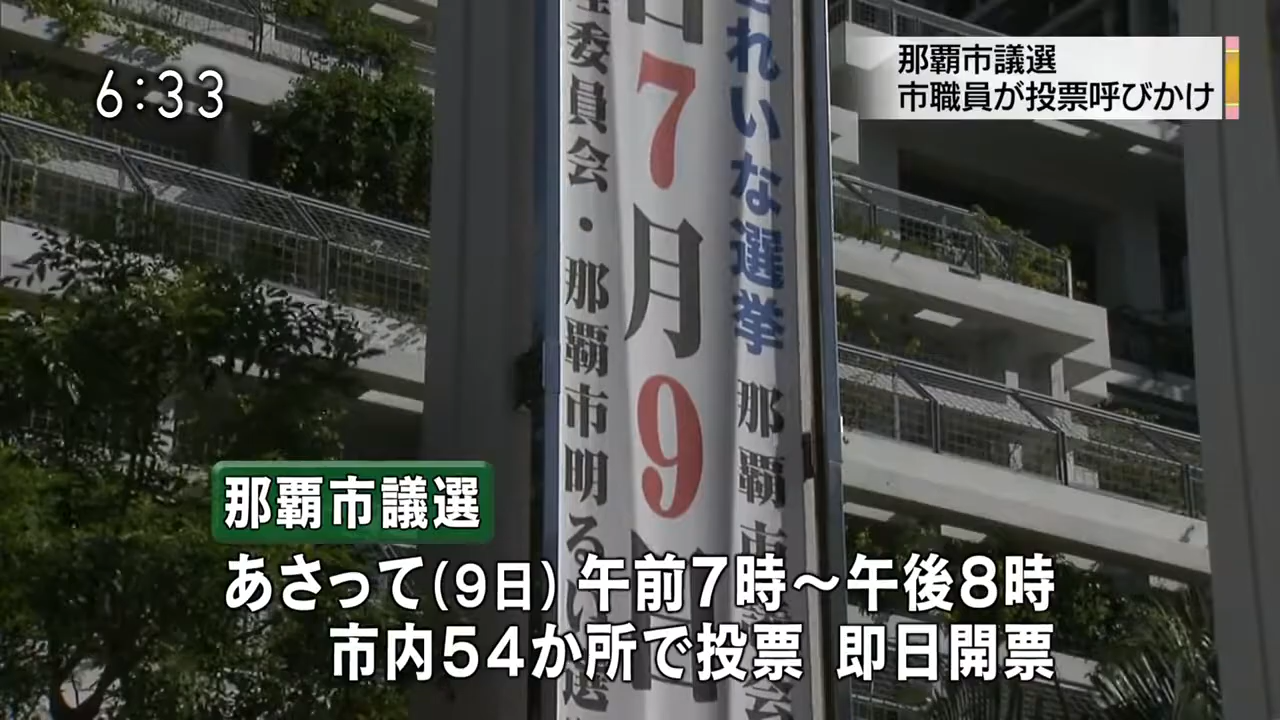 6:33
那覇市議選
市職員が投票呼びかけ
れいな選挙 那覇市
7月9日
委員会・那覇市明るい選
那覇市議選
あさって(9日) 午前7時～午後8時
市内54か所で投票 即日開票